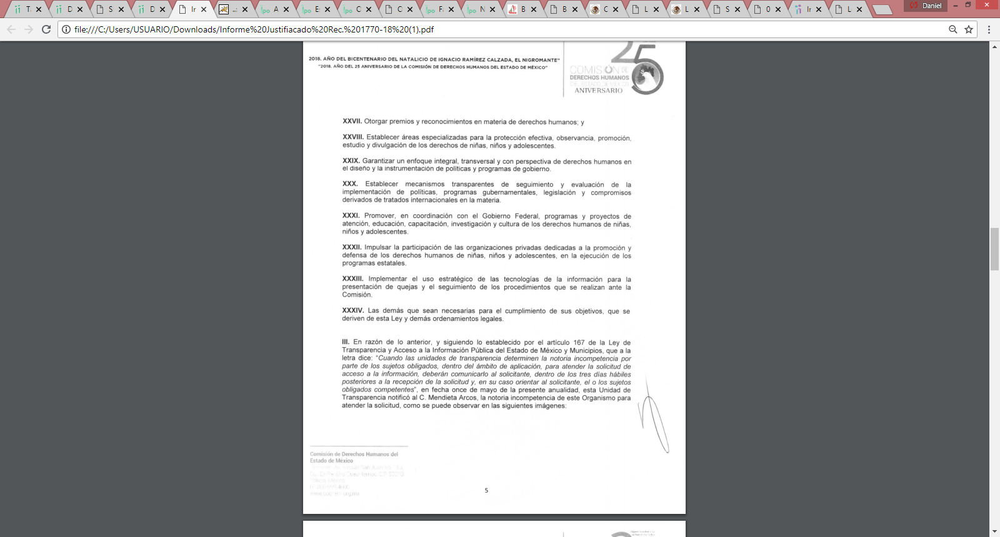 T
D
S
D
Ir
..:
A
E
C
C
F
N
B
B
C
L
L
S
0
Ir
L
Daniel
file:///C:/Users/USUARIO/Downloads/Informe%20Justifiacado%20Rec.%201770-18%20(1).pdf
2018. AÑO DEL BICENTENARIO DEL NATALICIO DE IGNACIO RAMÍREZ CALZADA, EL NIGROMANTE"
"2018. AÑO DEL 25 ANIVERSARIO DE LA COMISIÓN DE DERECHOS HUMANOS DEL ESTADO DE MÉXICO"
25
COMISIÓN DE
DERECHOS HUMANOS
DEL ESTADO DE MÉXICO
ANIVERSARIO
XXVII. Otorgar premios y reconocimientos en materia de derechos humanos; y
XXVIII. Establecer áreas especializadas para la protección efectiva, observancia, promoción,
estudio y divulgación de los derechos de niñas, niños y adolescentes.
XXIX. Garantizar un enfoque integral, transversal y con perspectiva de derechos humanos en
el diseño y la instrumentación de políticas y programas de gobierno.
XXX. Establecer mecanismos transparentes de seguimiento y evaluación de la
implementación de políticas, programas gubernamentales, legislación y compromisos
derivados de tratados internacionales en la materia.
XXXI. Promover, en coordinación con el Gobierno Federal, programas y proyectos de
atención, educación, capacitación, investigación y cultura de los derechos humanos de niñas,
niños y adolescentes.
XXXII. Impulsar la participación de las organizaciones privadas dedicadas a la promoción y
defensa de los derechos humanos de niñas, niños y adolescentes, en la ejecución de los
programas estatales.
XXXIII. Implementar el uso estratégico de las tecnologías de la información para la
presentación de quejas y el seguimiento de los procedimientos que se realizan ante la
Comisión.
XXXIV. Las demás que sean necesarias para el cumplimiento de sus objetivos, que se
deriven de esta Ley y demás ordenamientos legales.
III. En razón de lo anterior, y siguiendo lo establecido por el artículo 167 de la Ley de
Transparencia y Acceso a la Información Pública del Estado de México y Municipios, que a la
letra dice: "Cuando las unidades de transparencia determinen la notoria incompetencia por
parte de los sujetos obligados, dentro del ámbito de aplicación, para atender la solicitud de
acceso a la información, deberán comunicarlo al solicitante, dentro de los tres días hábiles
posteriores a la recepción de la solicitud y, en su caso orientar al solicitante, el o los sujetos
obligados competentes", en fecha once de mayo de la presente anualidad, esta Unidad de
Transparencia notificó al C. Mendieta Arcos, la notoria incompetencia de este Organismo para
atender la solicitud, como se puede observar en las siguientes imágenes:
Comisión de Derechos Humanos del
Estado de México
5